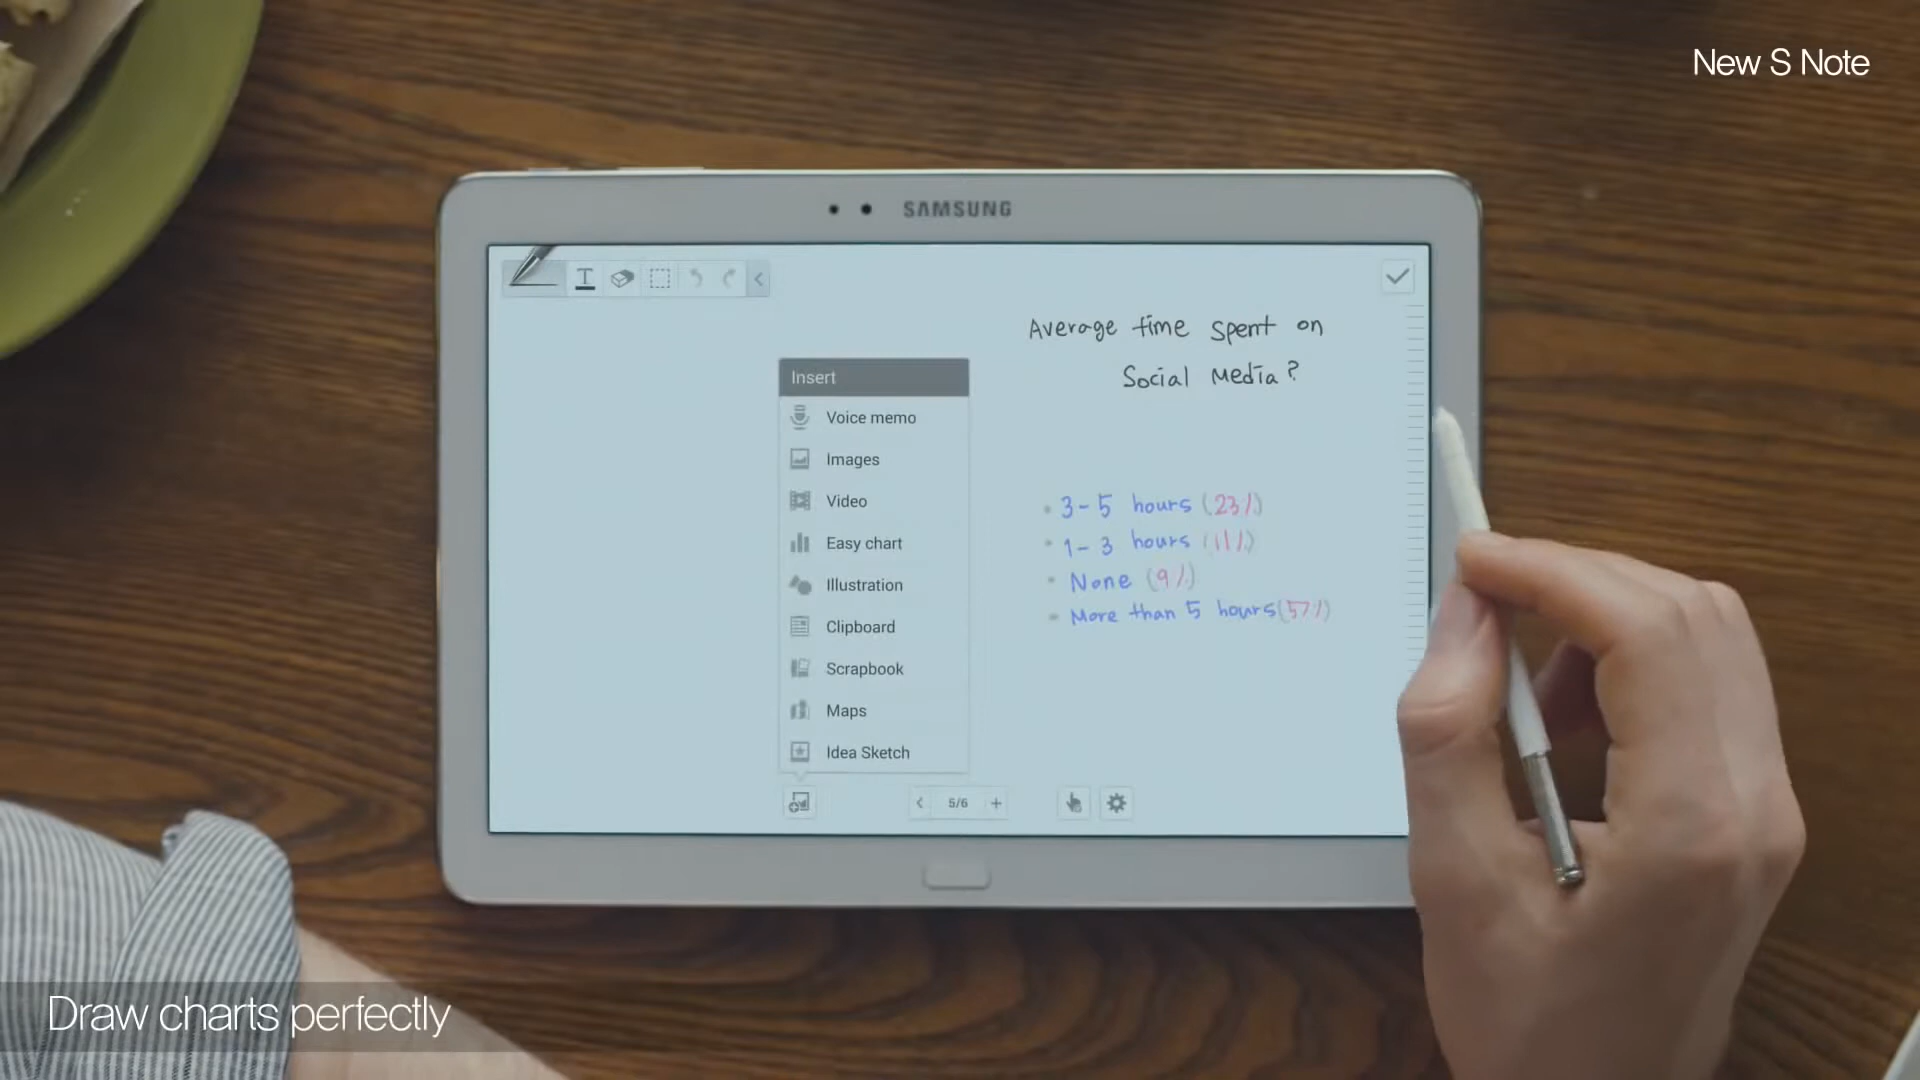 New S Note
SAMSUNG
T
Average time spent on
Social Media?
Insert
Voice memo
Images
Video
Easy chart
Illustration
Clipboard
Scrapbook
Maps
Idea Sketch
• 3-5 hours (23%)
• 1-3 hours (11%)
• None (9%)
• More than 5 hours (57%)
5/6
Draw charts perfectly